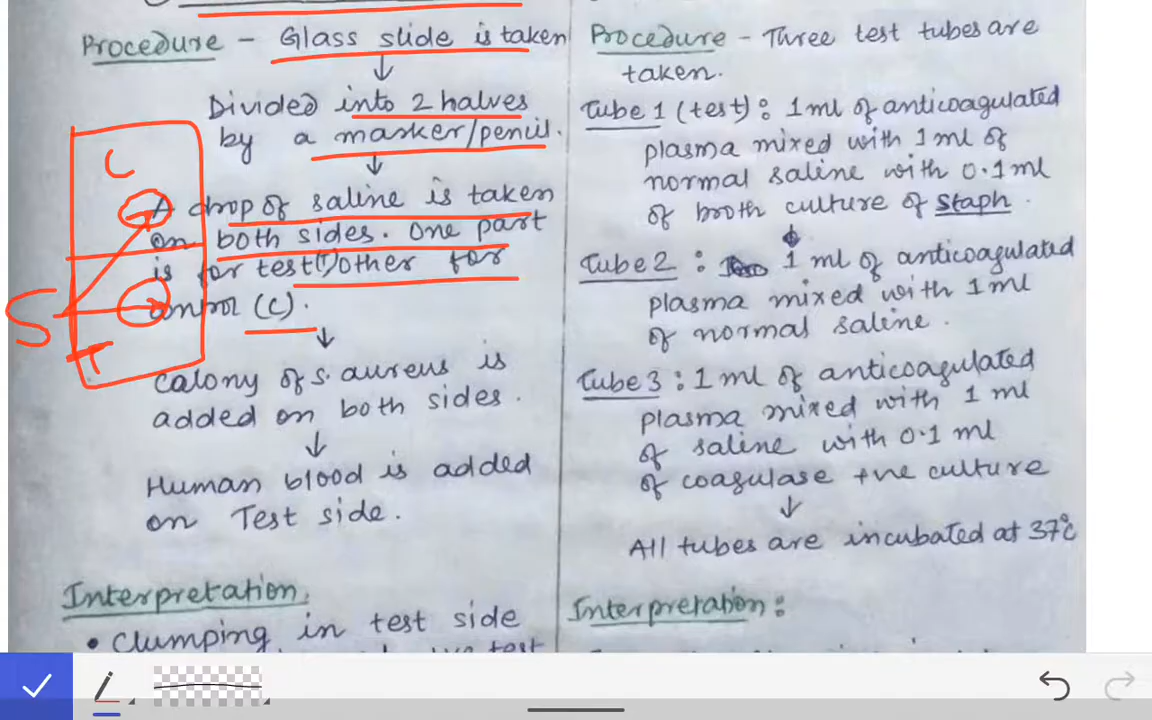 Procedure - Glass slide is taken
↓
Divided into 2 halves
by a marker/pencil.
↓
A drop of saline is taken
on both sides. One part
is for test(T)/other for
control (C).
↓
Calony of s. aureus is
added on both sides.
↓
Human blood is added
on Test side.
Interpretation:
• Clumping in test side
test
C
S
T
Procedure - Three test tubes are
taken.
Tube 1 (test): 1 ml of anticoagulated
plasma mixed with 1 ml of
normal saline with 0.1 ml
of broth culture of Staph.
Tube 2 : 1 ml of anticoagulated
plasma mixed with 1 ml
of normal saline.
Tube 3 : 1 ml of anticoagulated
plasma mixed with 1 ml
of saline with 0.1 ml
of coagulase +ve culture
↓
All tubes are incubated at 37°c
Interpretation: